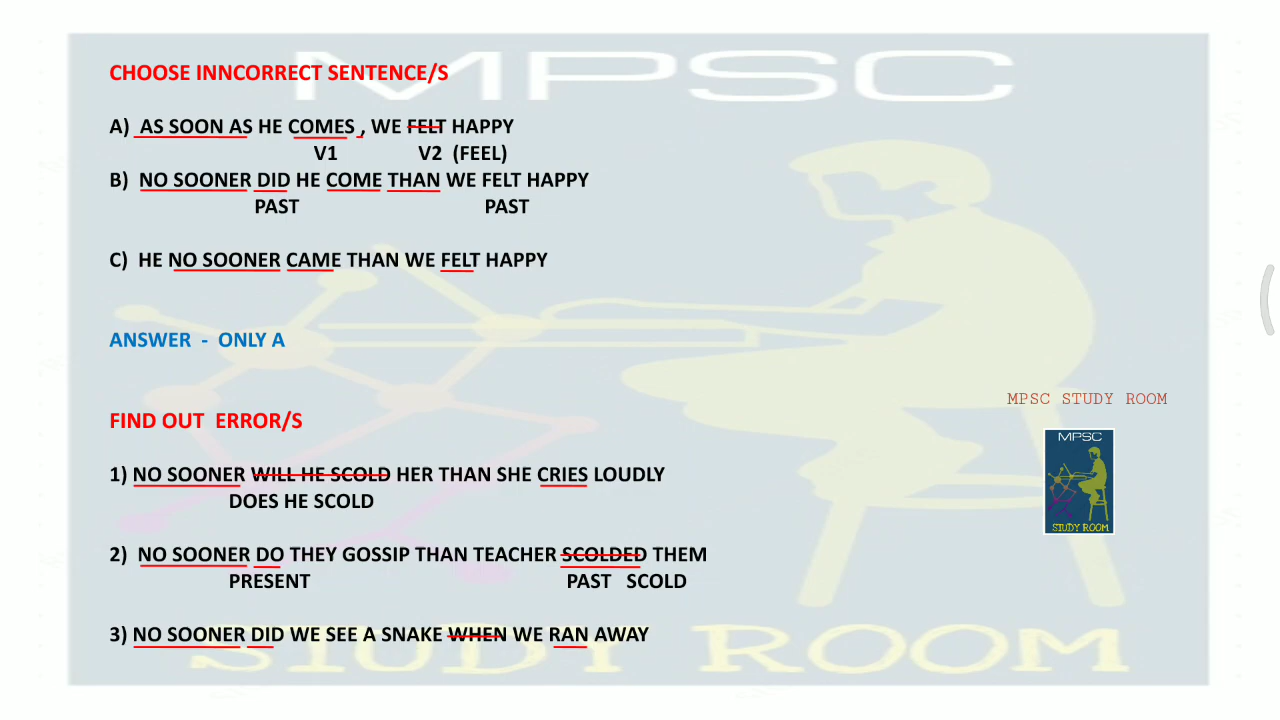 MPSC
CHOOSE INNCORRECT SENTENCE/S
A) AS SOON AS HE COMES , WE FELT HAPPY
V1 V2 (FEEL)
B) NO SOONER DID HE COME THAN WE FELT HAPPY
PAST PAST
C) HE NO SOONER CAME THAN WE FELT HAPPY
ANSWER - ONLY A
MPSC STUDY ROOM
FIND OUT ERROR/S
MPSC
1) NO SOONER WILL HE SCOLD HER THAN SHE CRIES LOUDLY
DOES HE SCOLD
STUDY ROOM
2) NO SOONER DO THEY GOSSIP THAN TEACHER SCOLDED THEM
PRESENT PAST SCOLD
3) NO SOONER DID WE SEE A SNAKE WHEN WE RAN AWAY
STUDY ROOM